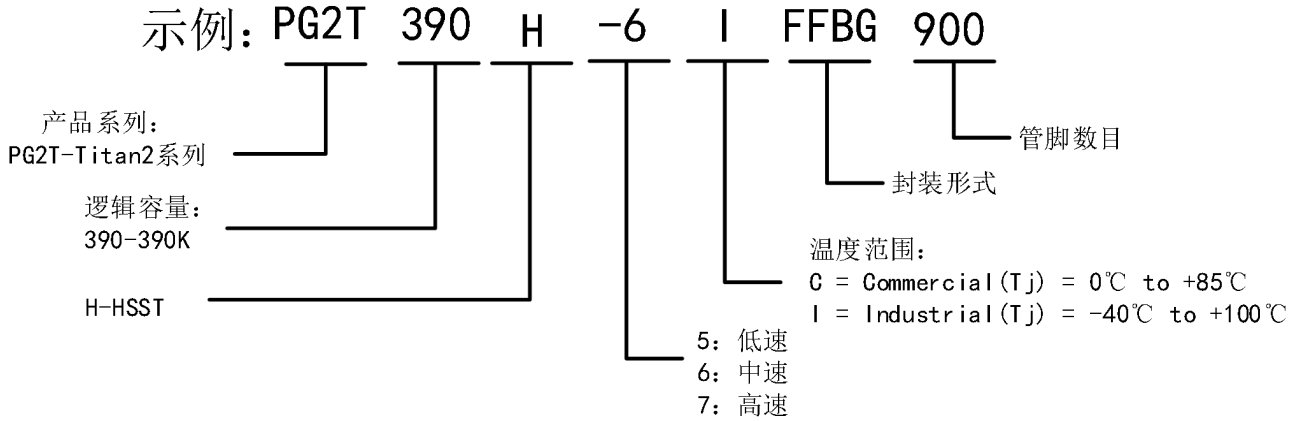 示例: PG2T 390 H -6 I FFBG 900
产品系列:
PG2T-Titan2系列
逻辑容量:
390-390K
H-HSST
管脚数目
封装形式
温度范围:
C = Commercial(Tj) = 0℃ to +85℃
I = Industrial(Tj) = -40℃ to +100℃
5: 低速
6: 中速
7: 高速